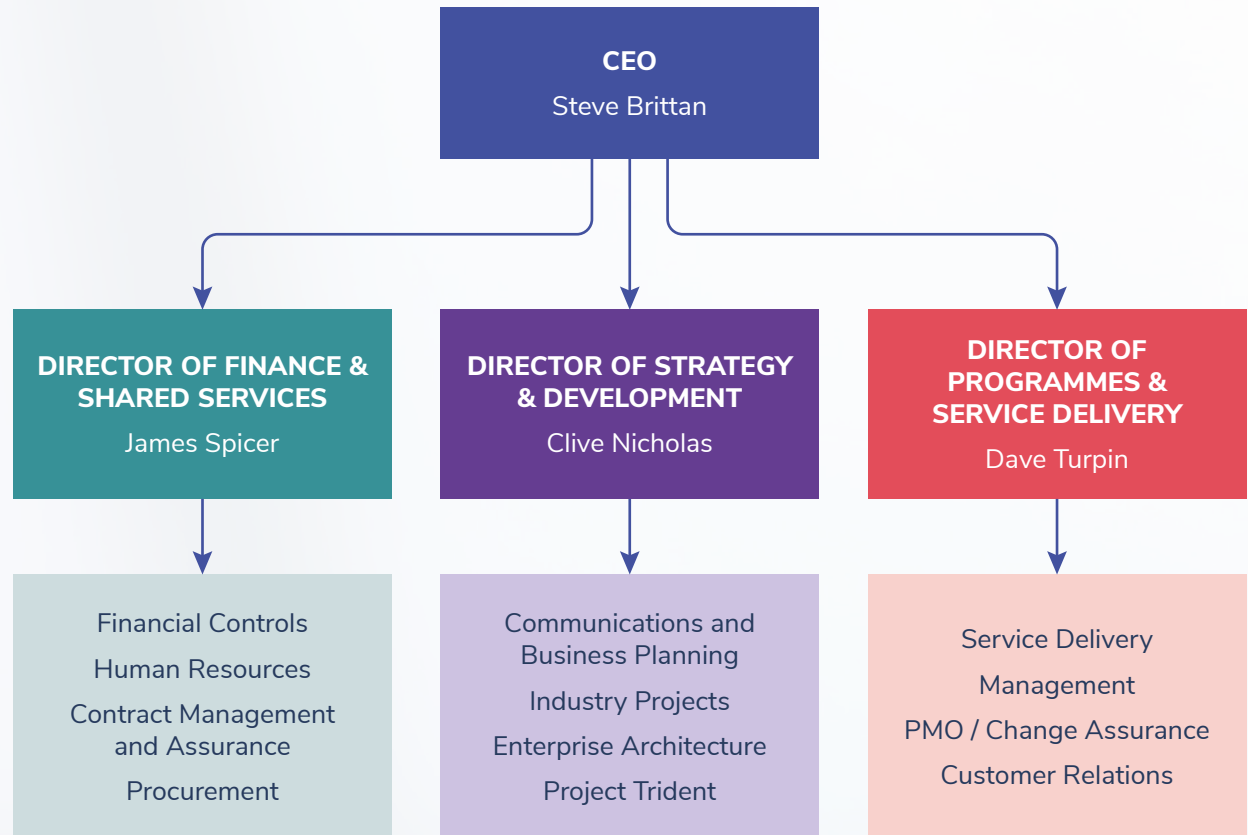 CEO
Steve Brittan
DIRECTOR OF FINANCE &
SHARED SERVICES
James Spicer
DIRECTOR OF STRATEGY
& DEVELOPMENT
Clive Nicholas
DIRECTOR OF
PROGRAMMES &
SERVICE DELIVERY
Dave Turpin
Financial Controls
Human Resources
Contract Management
and Assurance
Procurement
Communications and
Business Planning
Industry Projects
Enterprise Architecture
Project Trident
Service Delivery
Management
PMO / Change Assurance
Customer Relations